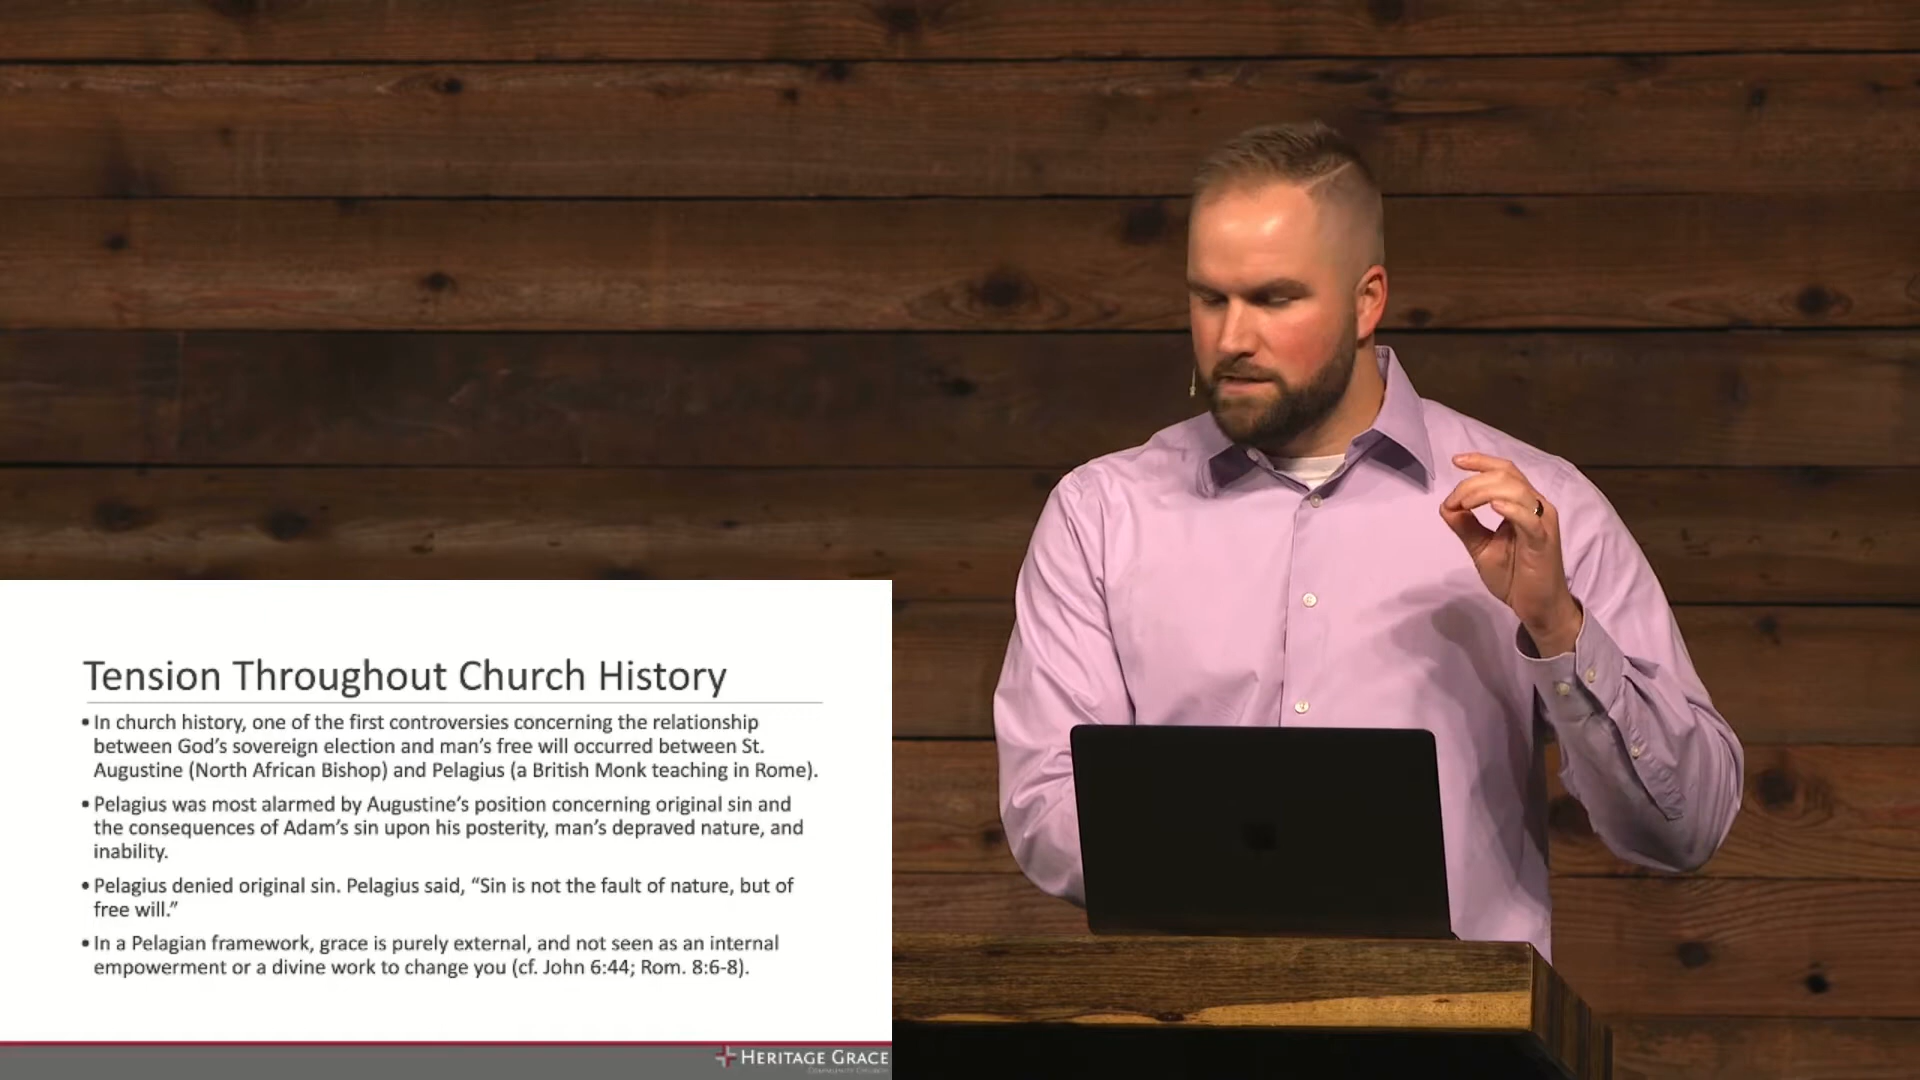 Tension Throughout Church History
• In church history, one of the first controversies concerning the relationship
between God's sovereign election and man's free will occurred between St.
Augustine (North African Bishop) and Pelagius (a British Monk teaching in Rome).
• Pelagius was most alarmed by Augustine's position concerning original sin and
the consequences of Adam's sin upon his posterity, man's depraved nature, and
inability.
• Pelagius denied original sin. Pelagius said, “Sin is not the fault of nature, but of
free will.”
• In a Pelagian framework, grace is purely external, and not seen as an internal
empowerment or a divine work to change you (cf. John 6:44; Rom. 8:6-8).
HERITAGE GRACE
COMMUNITY CHURCH